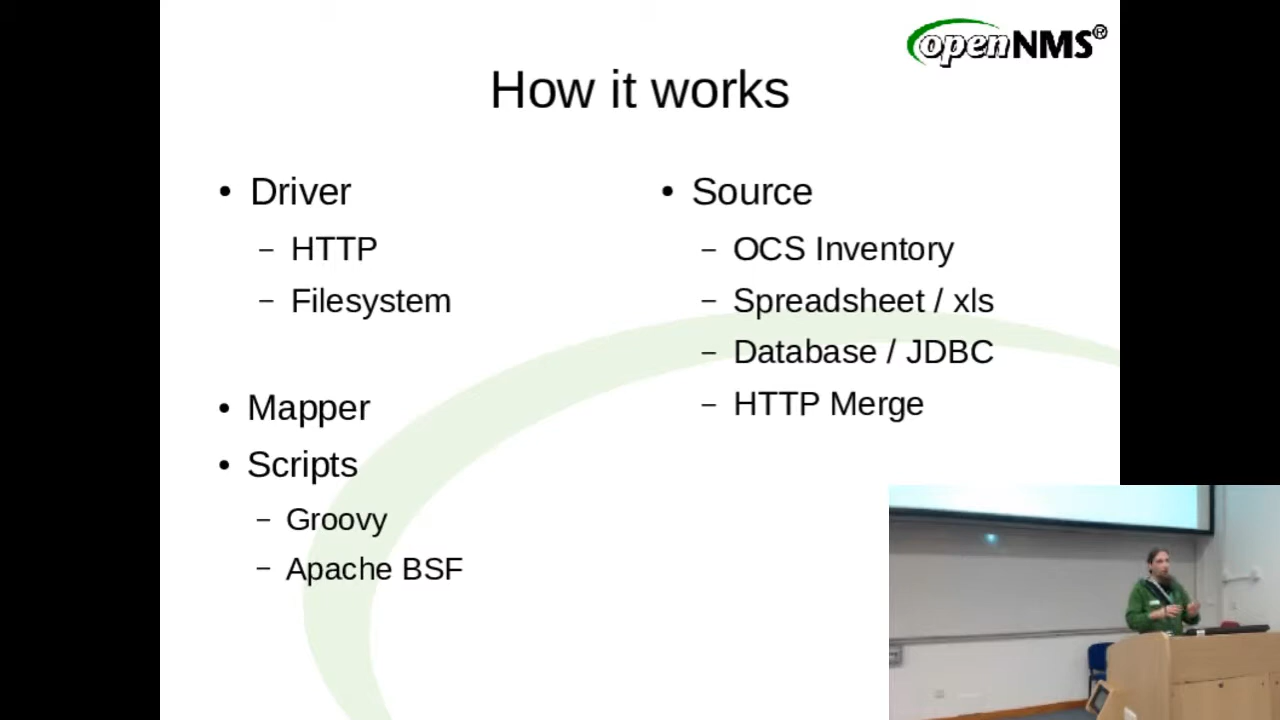 openNMS®
How it works
• Driver
– HTTP
– Filesystem
• Mapper
• Scripts
– Groovy
– Apache BSF
• Source
– OCS Inventory
– Spreadsheet / xls
– Database / JDBC
– HTTP Merge